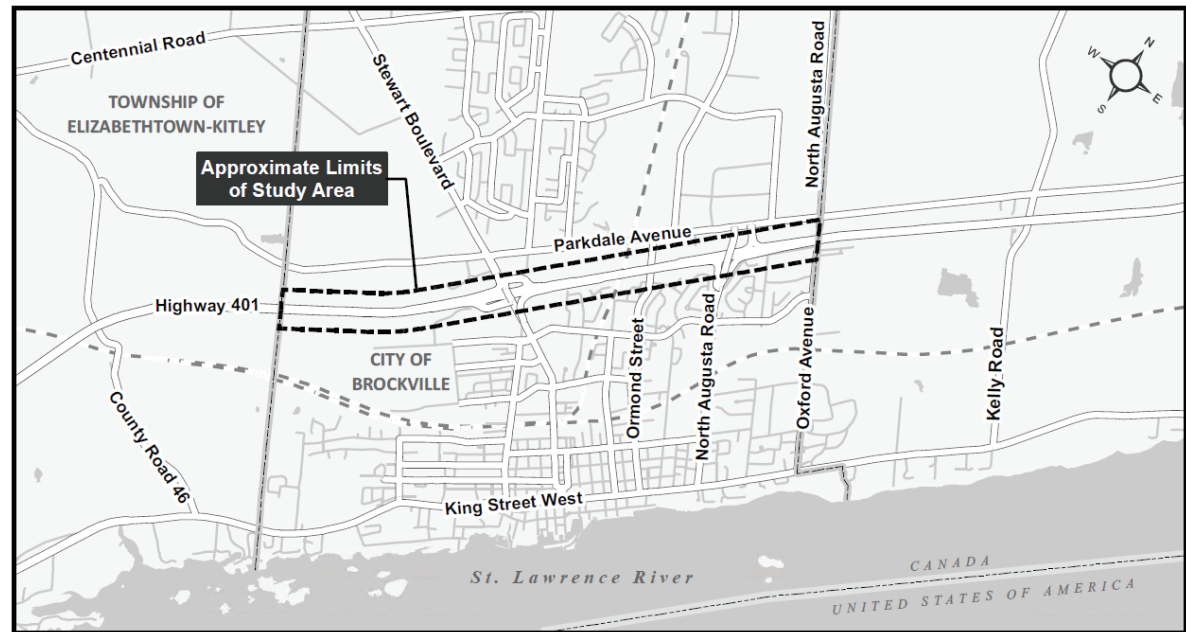 Centennial Road
TOWNSHIP OF
ELIZABETHTOWN-KITLEY
Stewart Boulevard
North Augusta Road
N
W
E
S
Approximate Limits
of Study Area
Parkdale Avenue
Highway 401
CITY OF
BROCKVILLE
County Road 46
Ormond Street
North Augusta Road
Oxford Avenue
Kelly Road
King Street West
St. Lawrence River
CANADA
UNITED STATES OF AMERICA